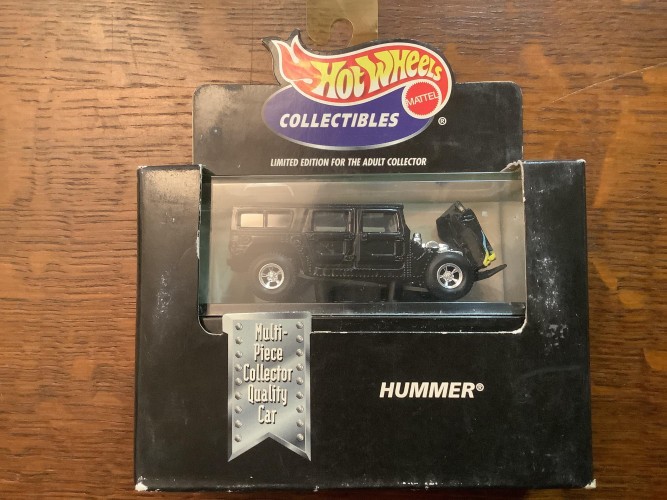 HOT WHEELS
MATTEL
COLLECTIBLES
®
LIMITED EDITION FOR THE ADULT COLLECTOR
Multi-
Piece
Collector
Quality
Car
HUMMER®